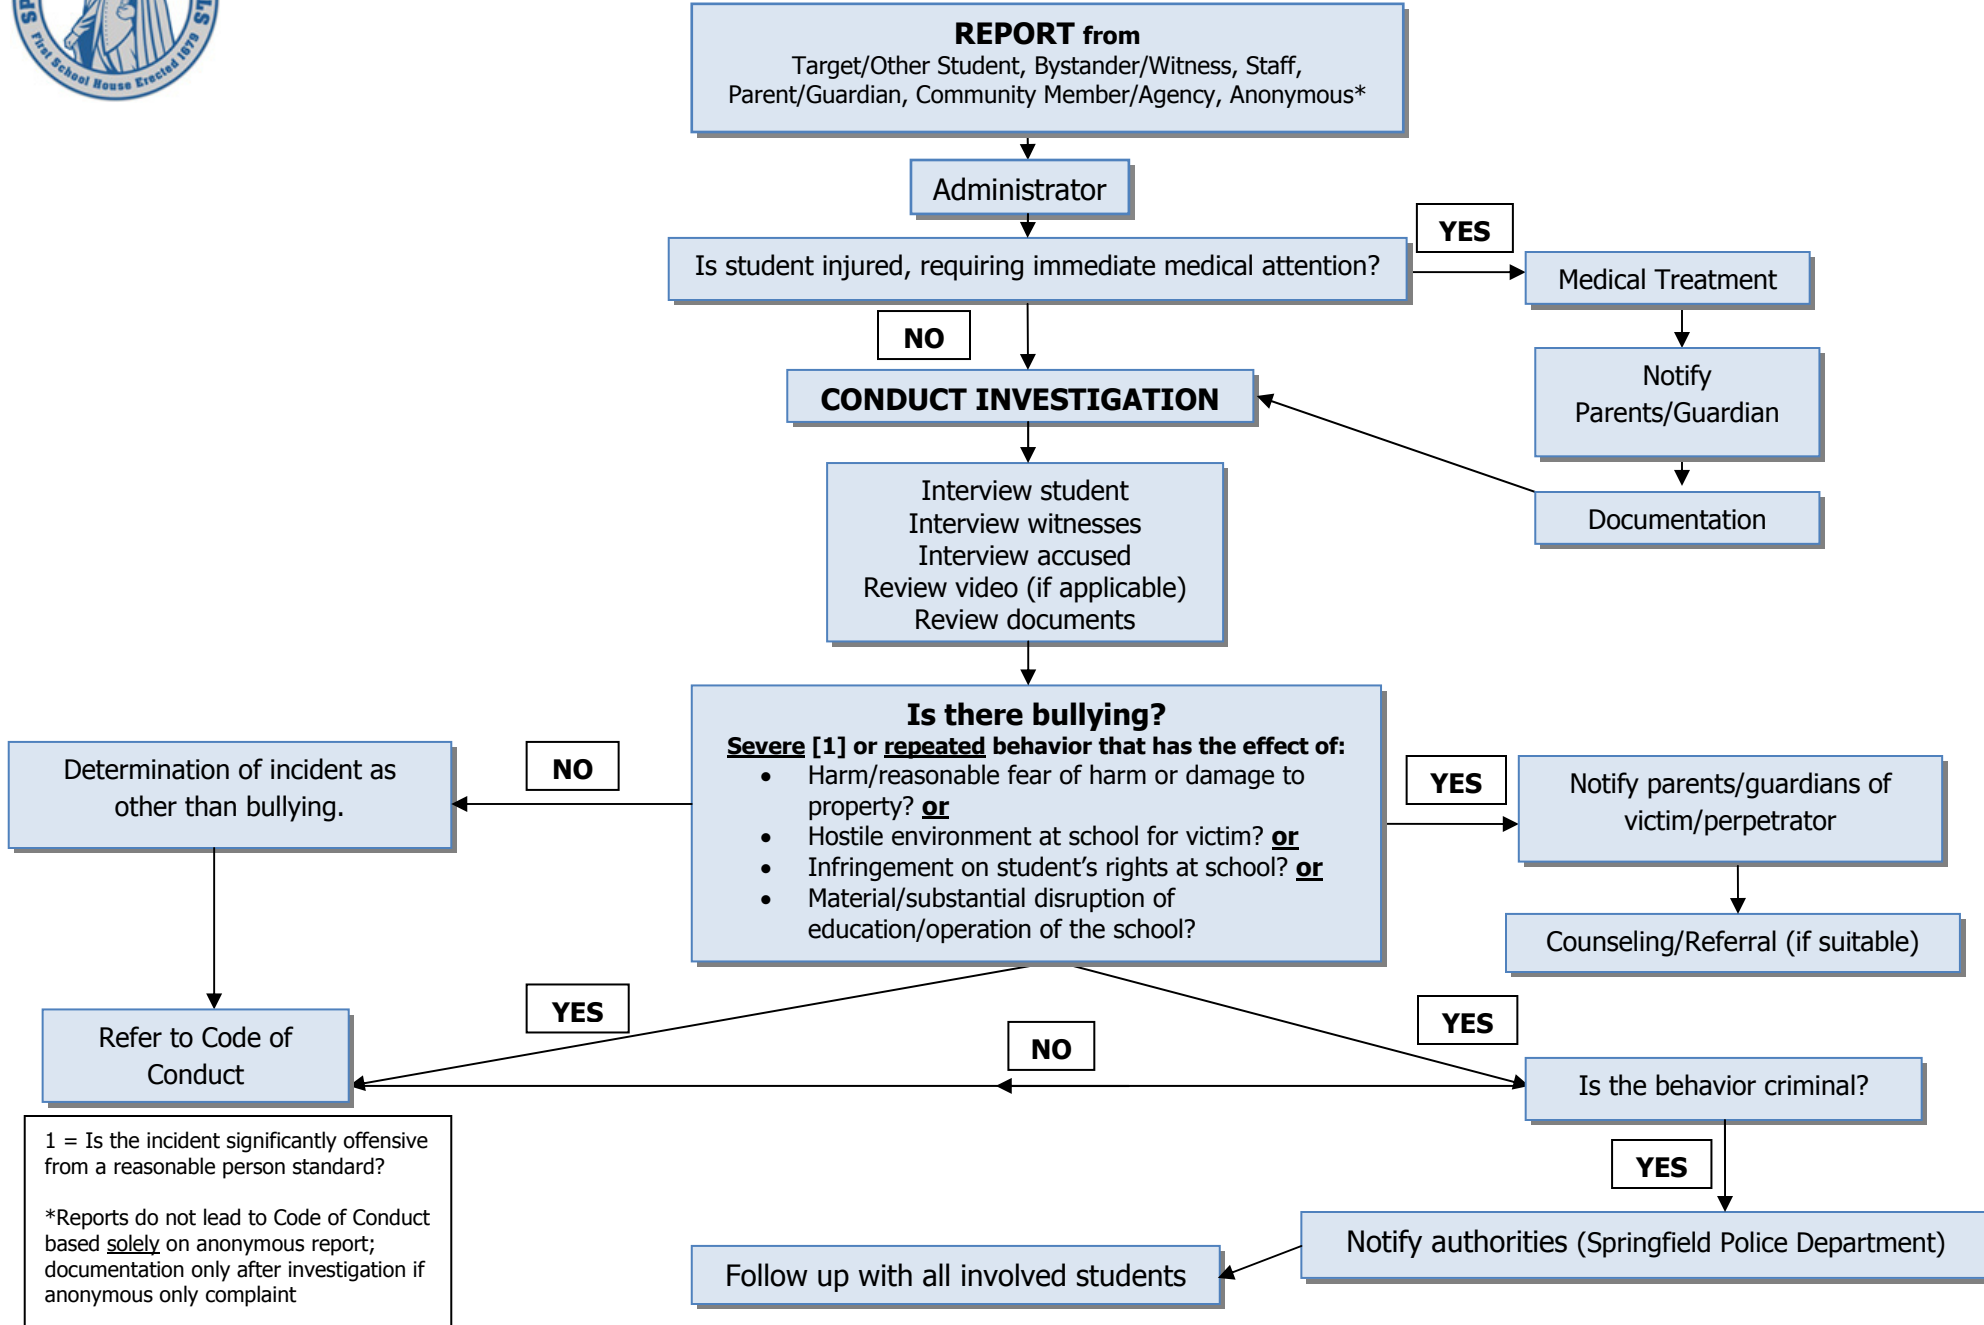 SP
LS
First School House Erected 1679
REPORT from
Target/Other Student, Bystander/Witness, Staff,
Parent/Guardian, Community Member/Agency, Anonymous*
Administrator
YES
Is student injured, requiring immediate medical attention?
Medical Treatment
NO
Notify
Parents/Guardian
CONDUCT INVESTIGATION
Interview student
Interview witnesses
Interview accused
Review video (if applicable)
Review documents
Documentation
Is there bullying?
Severe [1] or repeated behavior that has the effect of:
• Harm/reasonable fear of harm or damage to
property? or
• Hostile environment at school for victim? or
• Infringement on student’s rights at school? or
• Material/substantial disruption of
education/operation of the school?
NO
Determination of incident as
other than bullying.
YES
Notify parents/guardians of
victim/perpetrator
Counseling/Referral (if suitable)
YES
YES
NO
Refer to Code of
Conduct
Is the behavior criminal?
YES
1 = Is the incident significantly offensive
from a reasonable person standard?
*Reports do not lead to Code of Conduct
based solely on anonymous report;
documentation only after investigation if
anonymous only complaint
Notify authorities (Springfield Police Department)
Follow up with all involved students